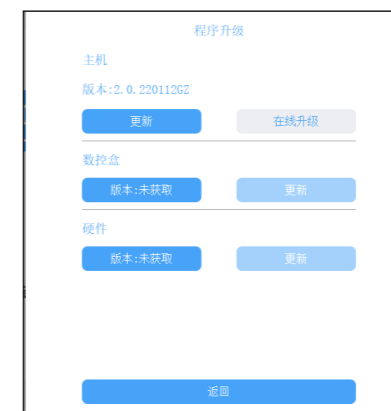 程序升级
主机
版本:2.0.220112GZ
更新 在线升级
数控盒
版本:未获取 更新
硬件
版本:未获取 更新
返回